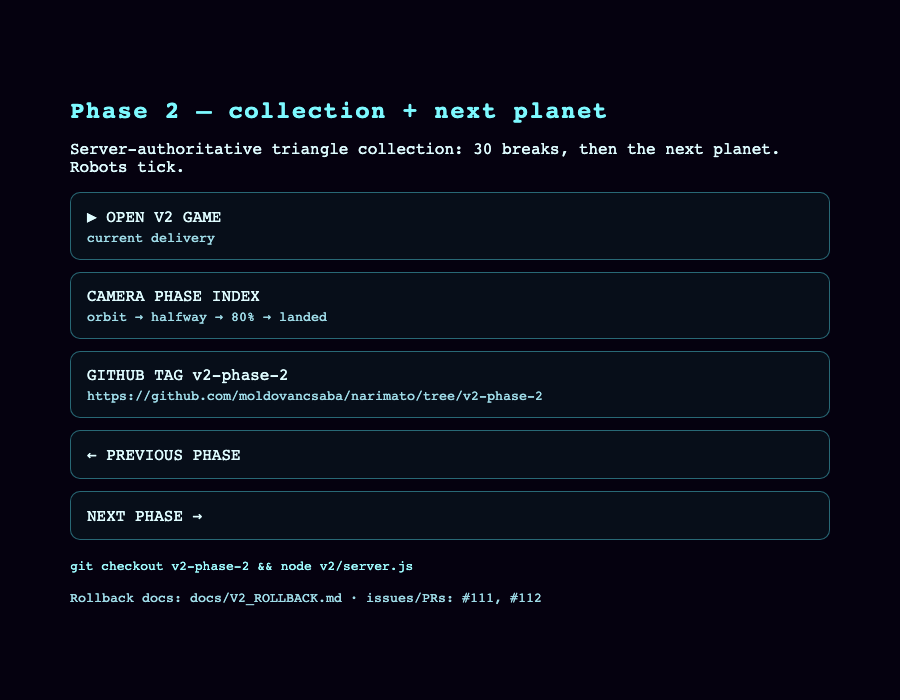 Phase 2 — collection + next planet
Server-authoritative triangle collection: 30 breaks, then the next planet.
Robots tick.
▶ OPEN V2 GAME
current delivery
CAMERA PHASE INDEX
orbit → halfway → 80% → landed
GITHUB TAG v2-phase-2
https://github.com/moldovancsaba/narimato/tree/v2-phase-2
← PREVIOUS PHASE
NEXT PHASE →
git checkout v2-phase-2 && node v2/server.js
Rollback docs: docs/V2_ROLLBACK.md · issues/PRs: #111, #112